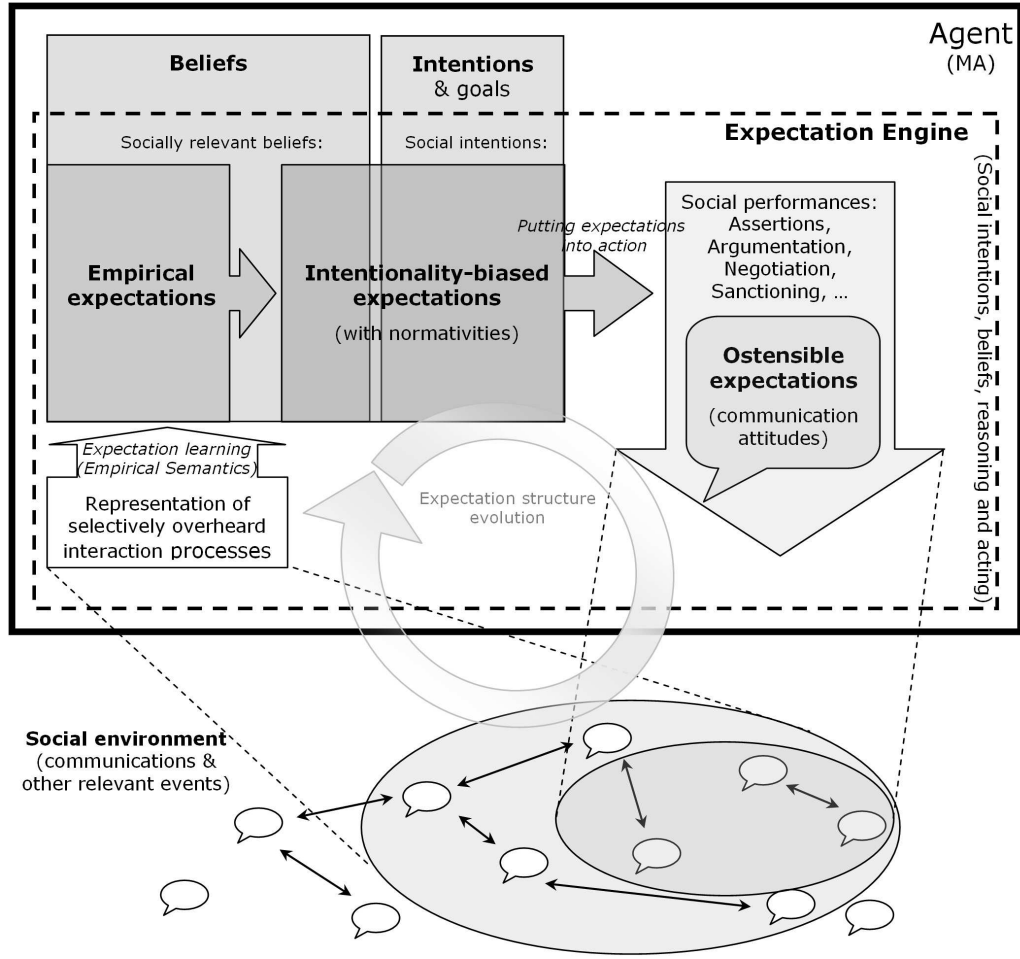 Agent
(MA)
Beliefs
Intentions
& goals
Expectation Engine
(Social intentions, beliefs, reasoning and acting)
Socially relevant beliefs:
Social intentions:
Empirical
expectations
Intentionality-biased
expectations
(with normativities)
Putting expectations
into action
Social performances:
Assertions,
Argumentation,
Negotiation,
Sanctioning, ...
Ostensible
expectations
(communication
attitudes)
Expectation learning
(Empirical Semantics)
Representation of
selectively overheard
interaction processes
Expectation structure
evolution
Social environment
(communications &
other relevant events)